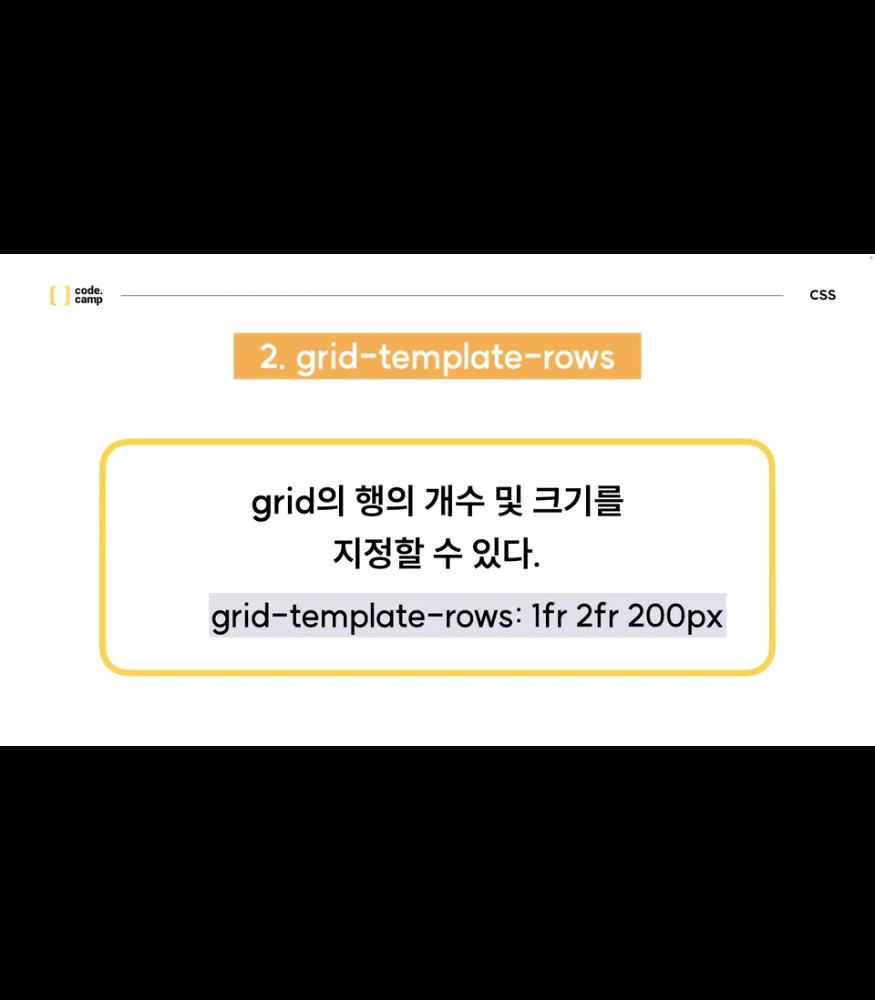 code.
camp
CSS
2. grid-template-rows
grid의 행의 개수 및 크기를
지정할 수 있다.
grid-template-rows: 1fr 2fr 200px